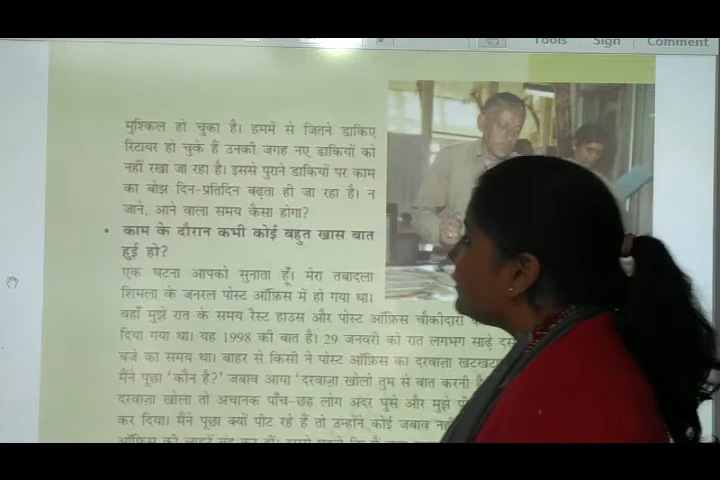 Tools Sign Comment
मुश्किल हो चुका है। हममें से जितने डाकिए
रिटायर हो चुके हैं उनकी जगह नए डाकियों को
नहीं रखा जा रहा है। इससे पुराने डाकियों पर काम
का बोझ दिन-प्रतिदिन बढ़ता ही जा रहा है। न
जाने, आने वाला समय कैसा होगा?
• काम के दौरान कभी कोई बहुत खास बात
हुई हो?
एक घटना आपको सुनाता हूँ। मेरा तबादला
शिमला के जनरल पोस्ट ऑफ़िस में हो गया था।
वहाँ मुझे रात के समय रैस्ट हाउस और पोस्ट ऑफ़िस चौकीदारी
दिया गया था। यह 1998 की बात है। 29 जनवरी को रात लगभग साढ़े
बजे का समय था। बाहर से किसी ने पोस्ट ऑफ़िस का दरवाज़ा
मैंने पूछा 'कौन है?' जवाब आया 'दरवाज़ा खोलो तुम से बात करनी
दरवाज़ा खोला तो अचानक पाँच-छह लोग अंदर घुसे और मुझे
कर दिया। मैंने पूछा क्यों पीट रहे हैं तो उन्होंने कोई जवाब